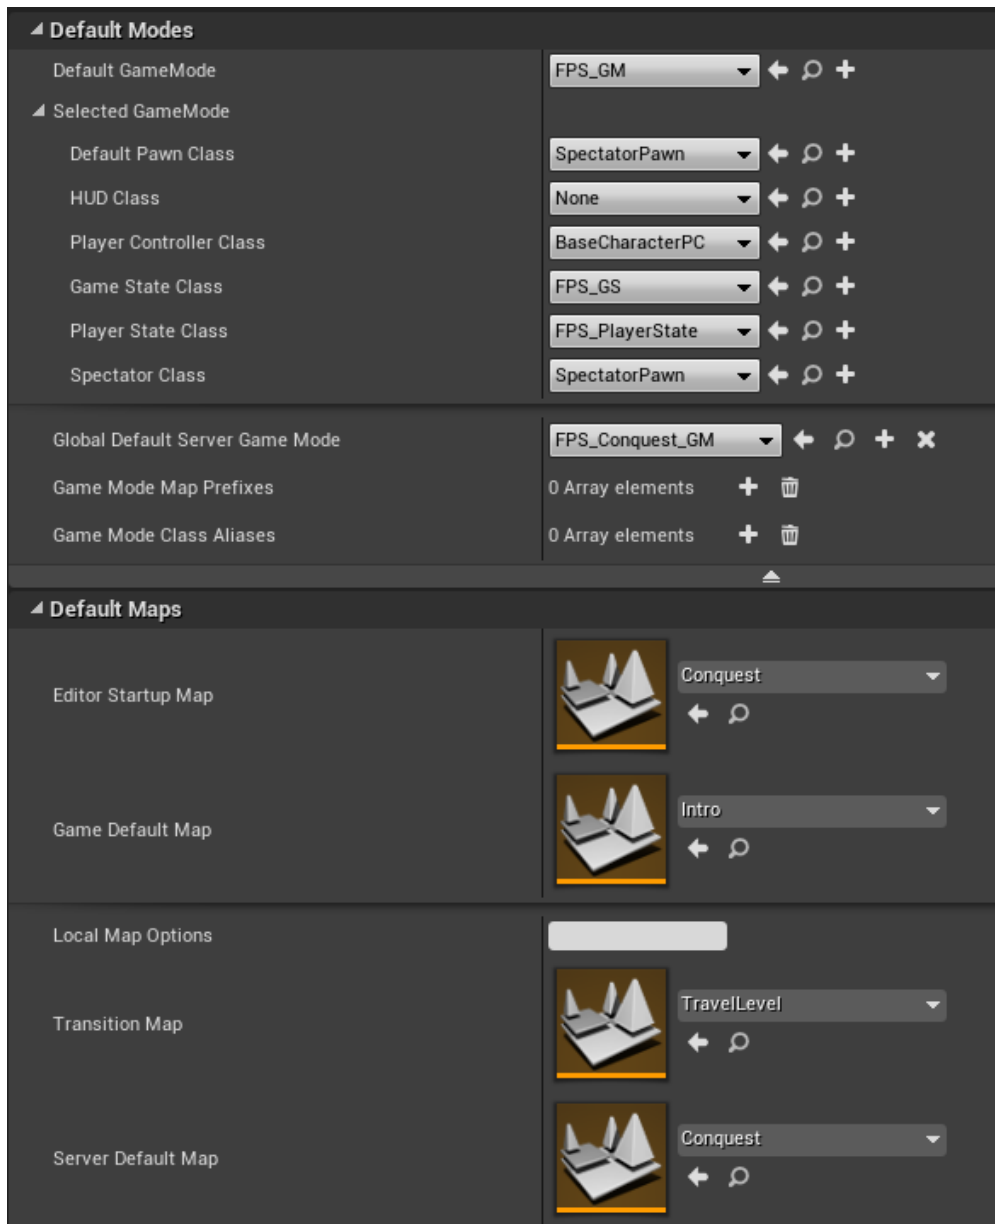 Default Modes
Default GameMode FPS_GM
Selected GameMode
Default Pawn Class SpectatorPawn
HUD Class None
Player Controller Class BaseCharacterPC
Game State Class FPS_GS
Player State Class FPS_PlayerState
Spectator Class SpectatorPawn
Global Default Server Game Mode FPS_Conquest_GM
Game Mode Map Prefixes 0 Array elements
Game Mode Class Aliases 0 Array elements
Default Maps
Editor Startup Map Conquest
Game Default Map Intro
Local Map Options
Transition Map TravelLevel
Server Default Map Conquest